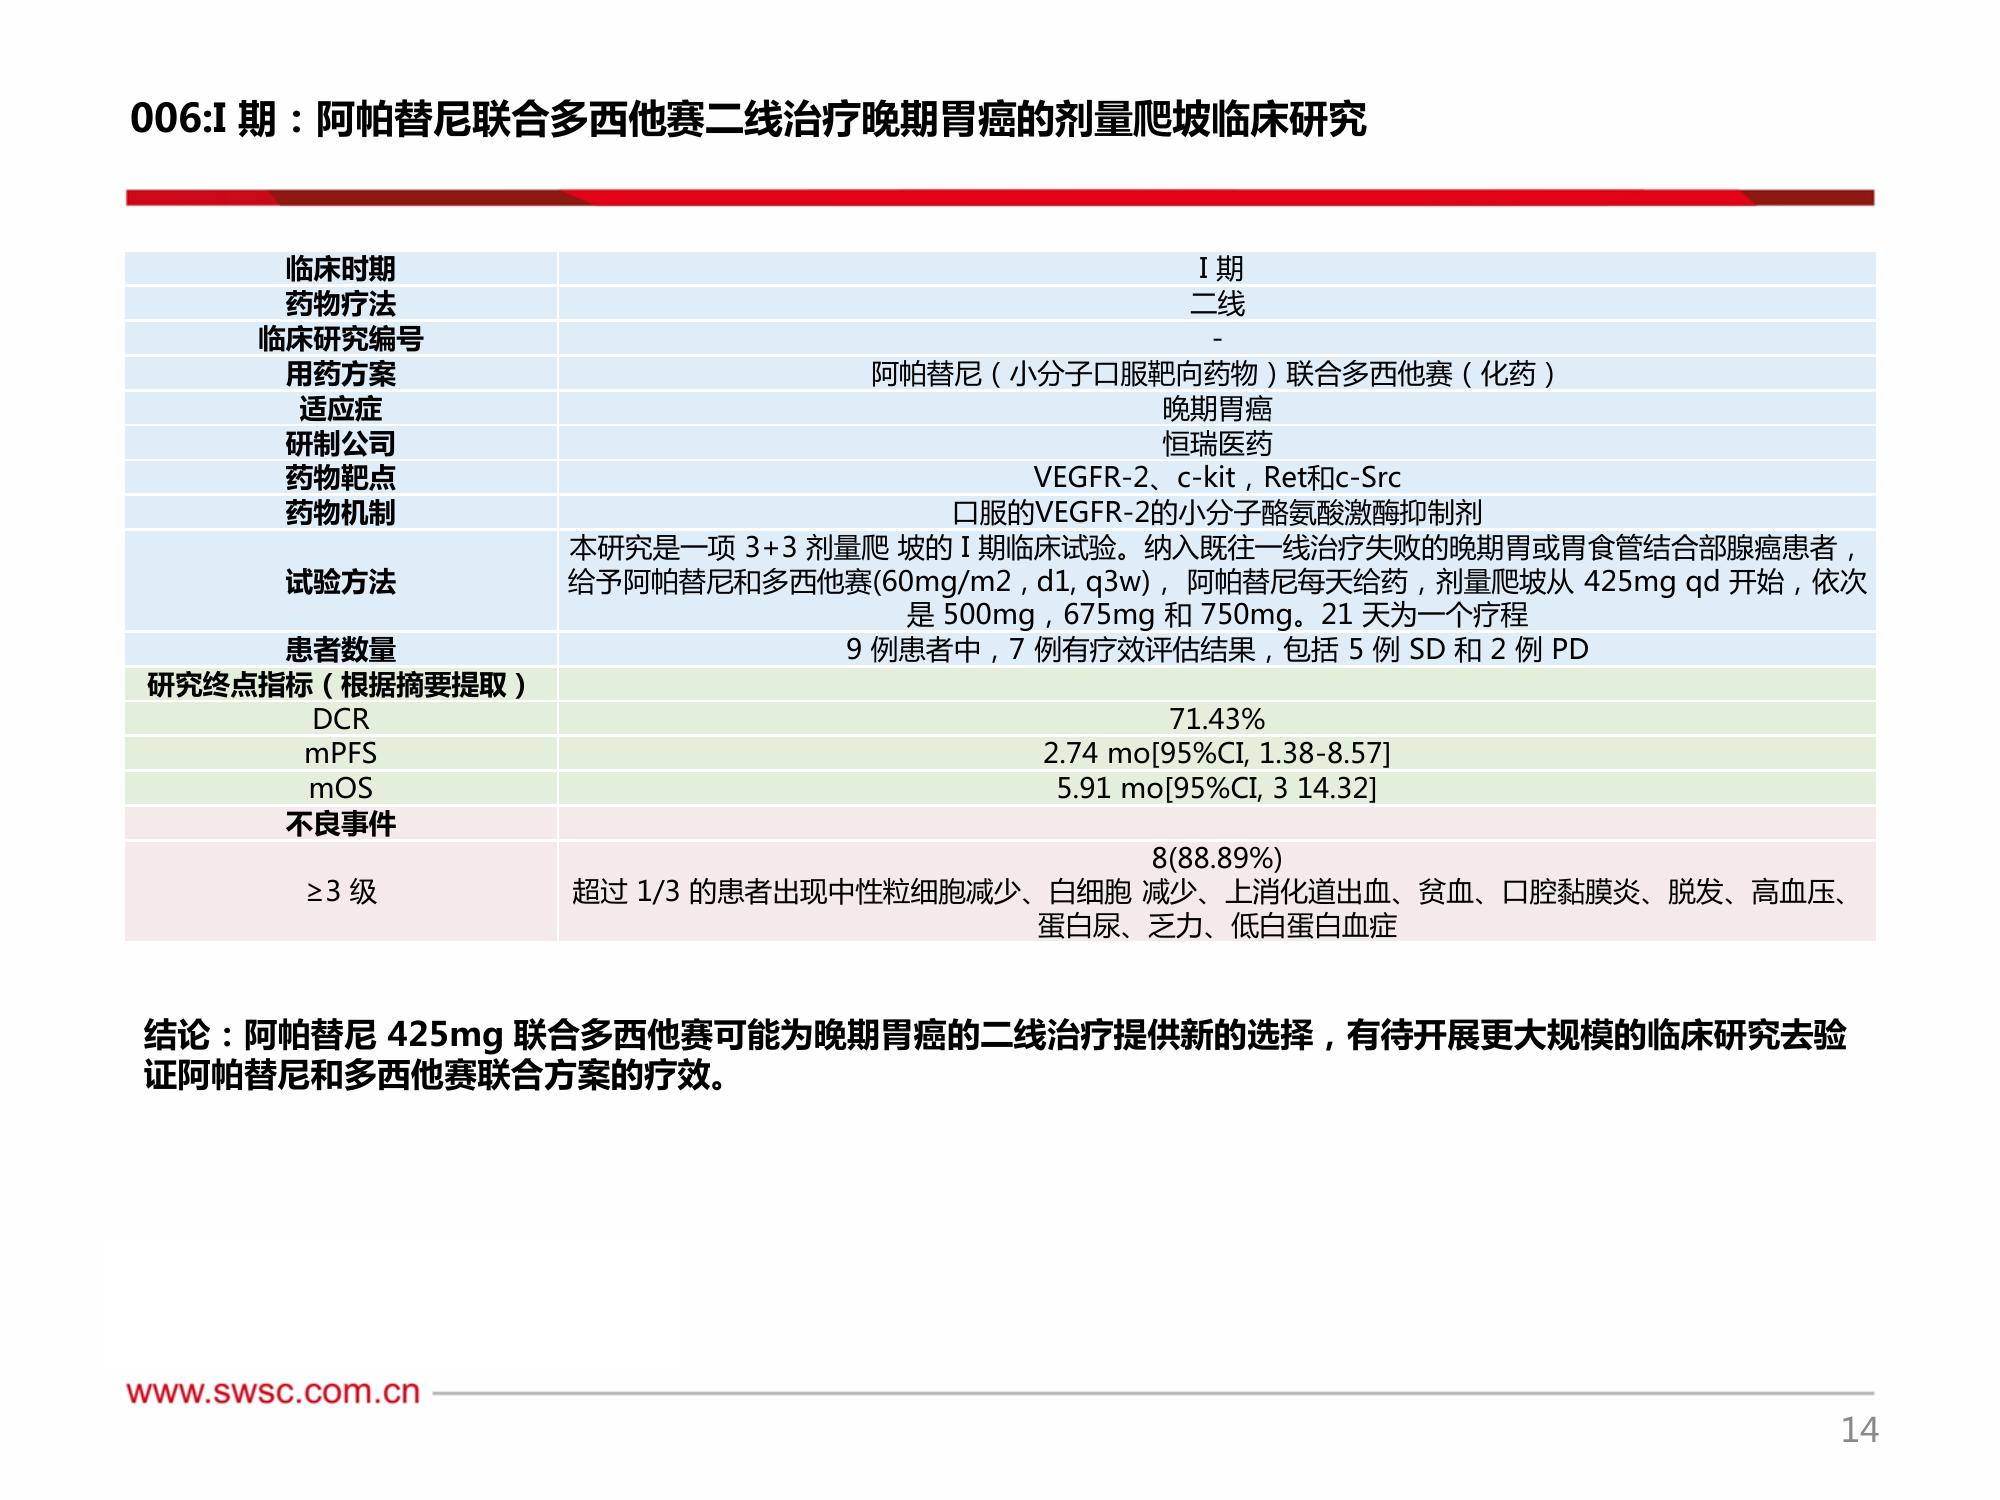 006:I 期：阿帕替尼联合多西他赛二线治疗晚期胃癌的剂量爬坡临床研究
临床时期 I 期
药物疗法 二线
临床研究编号 -
用药方案 阿帕替尼（小分子口服靶向药物）联合多西他赛（化药）
适应症 晚期胃癌
研制公司 恒瑞医药
药物靶点 VEGFR-2、c-kit，Ret和c-Src
药物机制 口服的VEGFR-2的小分子酪氨酸激酶抑制剂
本研究是一项 3+3 剂量爬 坡的 I 期临床试验。纳入既往一线治疗失败的晚期胃或胃食管结合部腺癌患者，
试验方法 给予阿帕替尼和多西他赛(60mg/m2，d1, q3w)， 阿帕替尼每天给药，剂量爬坡从 425mg qd 开始，依次
是 500mg，675mg 和 750mg。21 天为一个疗程
患者数量 9 例患者中，7 例有疗效评估结果，包括 5 例 SD 和 2 例 PD
研究终点指标（根据摘要提取）
DCR 71.43%
mPFS 2.74 mo[95%CI, 1.38-8.57]
mOS 5.91 mo[95%CI, 3 14.32]
不良事件
8(88.89%)
≥3 级 超过 1/3 的患者出现中性粒细胞减少、白细胞 减少、上消化道出血、贫血、口腔黏膜炎、脱发、高血压、
蛋白尿、乏力、低白蛋白血症
结论：阿帕替尼 425mg 联合多西他赛可能为晚期胃癌的二线治疗提供新的选择，有待开展更大规模的临床研究去验
证阿帕替尼和多西他赛联合方案的疗效。
www.swsc.com.cn
14